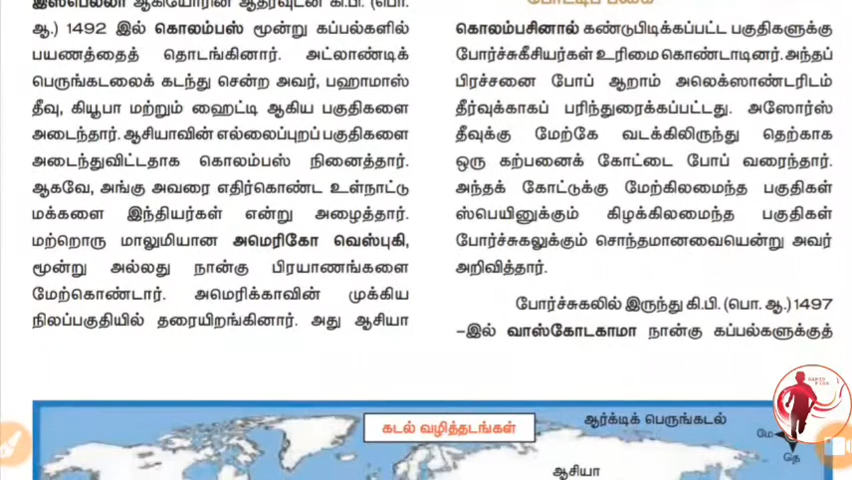 இஸ்பெல்லா ஆகியோரின் ஆதரவுடன் கி.பி. (பொ.
ஆ.) 1492 இல் கொலம்பஸ் மூன்று கப்பல்களில்
பயணத்தைத் தொடங்கினார். அட்லாண்டிக்
பெருங்கடலைக் கடந்து சென்ற அவர், பஹாமாஸ்
தீவு, கியூபா மற்றும் ஹைட்டி ஆகிய பகுதிகளை
அடைந்தார். ஆசியாவின் எல்லைப்புறப் பகுதிகளை
அடைந்துவிட்டதாக கொலம்பஸ் நினைத்தார்.
ஆகவே, அங்கு அவரை எதிர்கொண்ட உள்நாட்டு
மக்களை இந்தியர்கள் என்று அழைத்தார்.
மற்றொரு மாலுமியான அமெரிகோ வெஸ்புகி,
மூன்று அல்லது நான்கு பிரயாணங்களை
மேற்கொண்டார். அமெரிக்காவின் முக்கிய
நிலப்பகுதியில் தரையிறங்கினார். அது ஆசியா
கொலம்பசினால் கண்டுபிடிக்கப்பட்ட பகுதிகளுக்கு
போர்ச்சுகீசியர்கள் உரிமை கொண்டாடினர். அந்தப்
பிரச்சனை போப் ஆறாம் அலெக்ஸாண்டரிடம்
தீர்வுக்காகப் பரிந்துரைக்கப்பட்டது. அஸோர்ஸ்
தீவுக்கு மேற்கே வடக்கிலிருந்து தெற்காக
ஒரு கற்பனைக் கோட்டை போப் வரைந்தார்.
அந்தக் கோட்டுக்கு மேற்கிலமைந்த பகுதிகள்
ஸ்பெயினுக்கும் கிழக்கிலமைந்த பகுதிகள்
போர்ச்சுகலுக்கும் சொந்தமானவையென்று அவர்
அறிவித்தார்.
போர்ச்சுகலில் இருந்து கி.பி. (பொ. ஆ.) 1497
–இல் வாஸ்கோடகாமா நான்கு கப்பல்களுக்குத்
கடல் வழித்தடங்கள்
ஆர்க்டிக் பெருங்கடல்
மே
தெ
ஆசியா